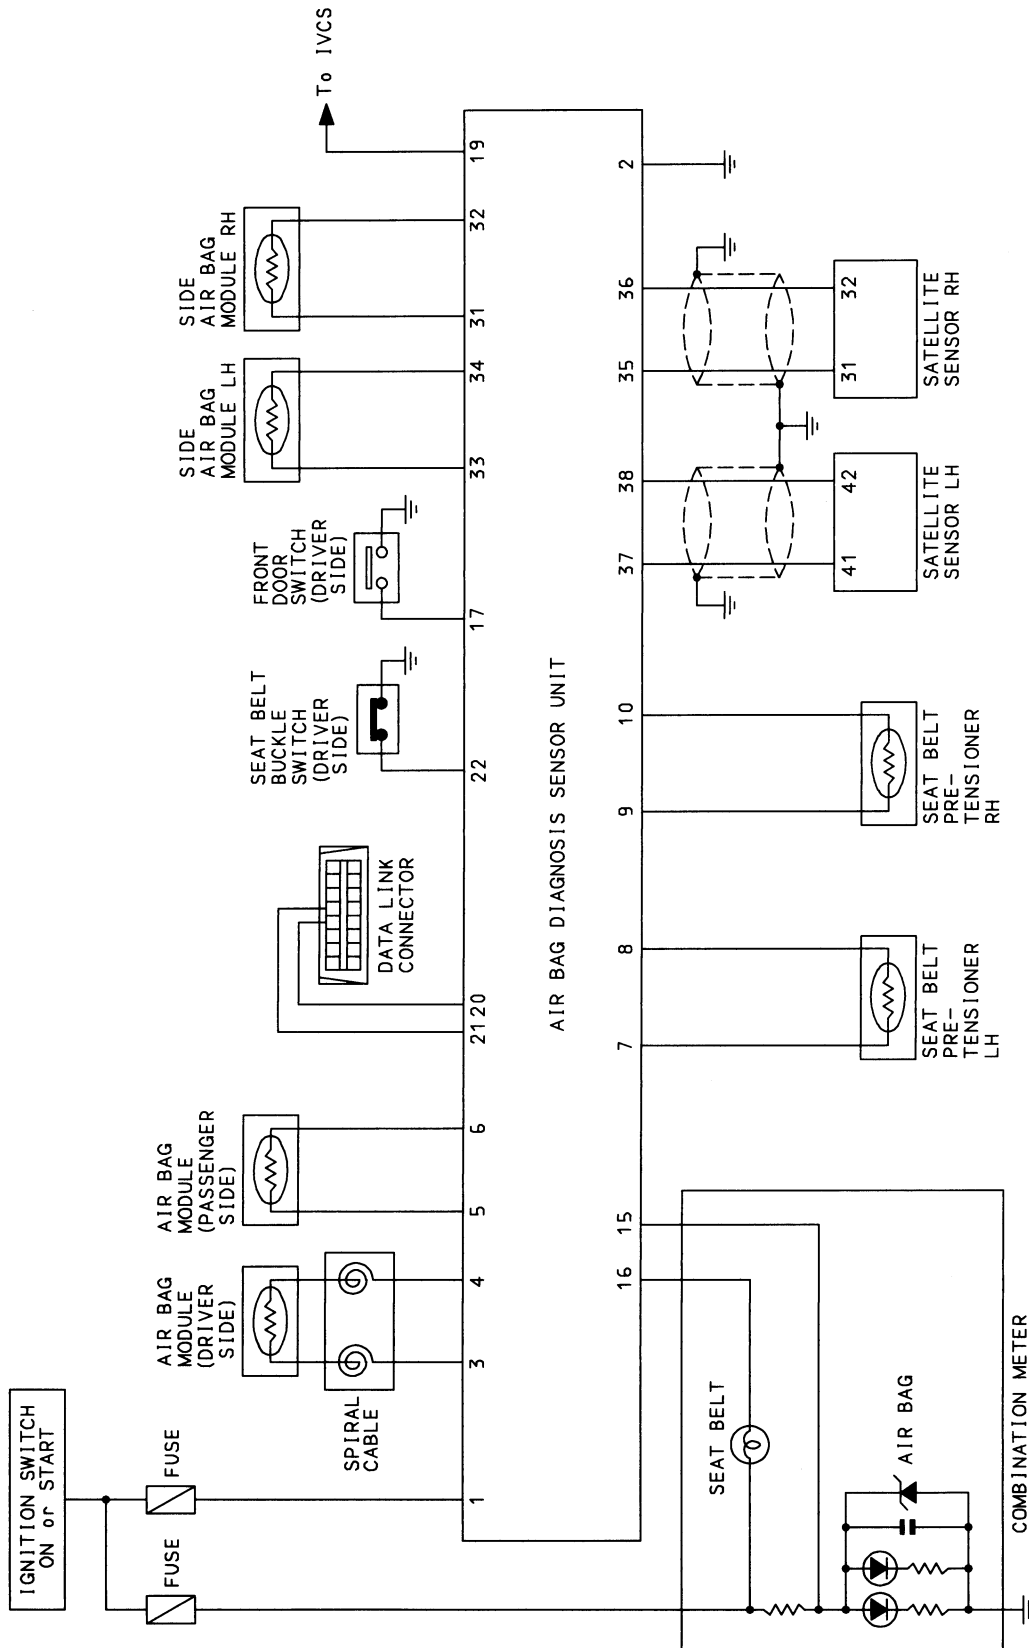 IGNITION SWITCH
ON or START
FUSE
FUSE
AIR BAG
MODULE
(DRIVER
SIDE)
SPIRAL
CABLE
AIR BAG
MODULE
(PASSENGER
SIDE)
DATA LINK
CONNECTOR
SEAT BELT
BUCKLE
SWITCH
(DRIVER
SIDE)
FRONT
DOOR
SWITCH
(DRIVER
SIDE)
SIDE
AIR BAG
MODULE LH
SIDE
AIR BAG
MODULE RH
To IVCS
1
3
4
5
6
21
20
22
17
33
34
31
32
19
AIR BAG DIAGNOSIS SENSOR UNIT
16
15
7
8
9
10
37
38
35
36
2
SEAT BELT
AIR BAG
COMBINATION METER
SEAT BELT
PRE-
TENSIONER
LH
SEAT BELT
PRE-
TENSIONER
RH
41
42
SATELLITE
SENSOR LH
31
32
SATELLITE
SENSOR RH